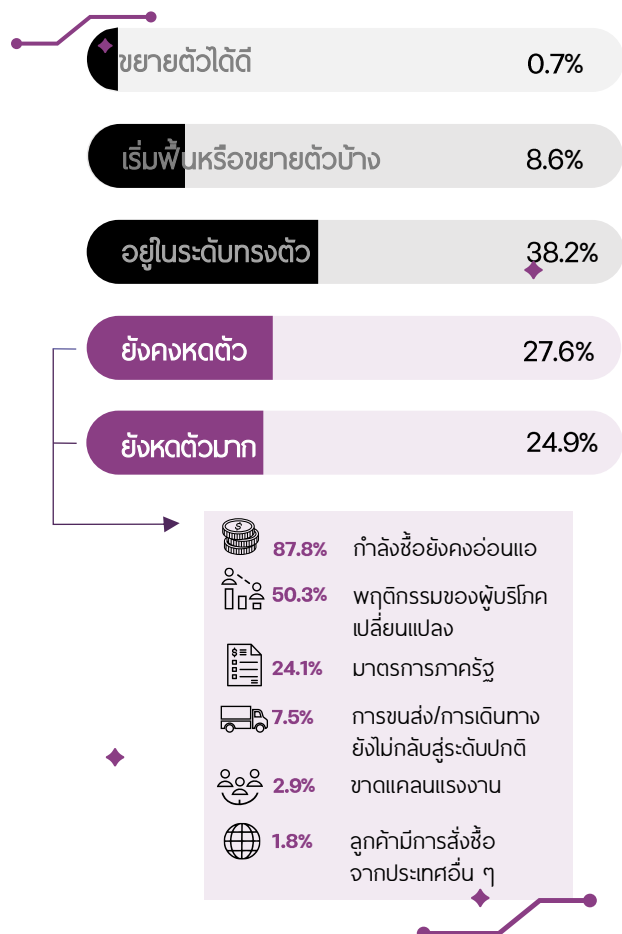 ขยายตัวได้ดี 0.7%
เริ่มฟื้นหรือขยายตัวบ้าง 8.6%
อยู่ในระดับทรงตัว 38.2%
ยังคงหดตัว 27.6%
ยังหดตัวมาก 24.9%
87.8% กำลังซื้อยังคงอ่อนแอ
50.3% พฤติกรรมของผู้บริโภค
เปลี่ยนแปลง
24.1% มาตรการภาครัฐ
7.5% การขนส่ง/การเดินทาง
ยังไม่กลับสู่ระดับปกติ
2.9% ขาดแคลนแรงงาน
1.8% ลูกค้ามีการสั่งซื้อ
จากประเทศอื่น ๆ